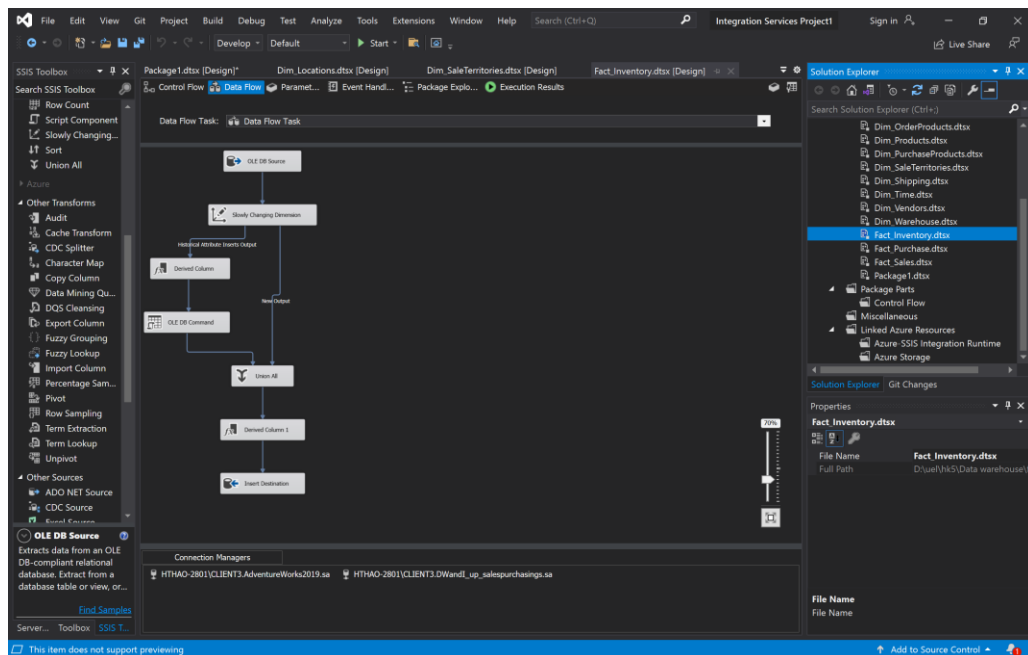 File Edit View Git Project Build Debug Test Analyze Tools Extensions Window Help Search (Ctrl+Q) Integration Services Project1 Sign in
Develop Default Start Live Share
SSIS Toolbox
Search SSIS Toolbox
Row Count
Script Component
Slowly Changing...
Sort
Union All
Azure
Other Transforms
Audit
Cache Transform
CDC Splitter
Character Map
Copy Column
Data Mining Qu...
DQS Cleansing
Export Column
Fuzzy Grouping
Fuzzy Lookup
Import Column
Percentage Sam...
Pivot
Row Sampling
Term Extraction
Term Lookup
Unpivot
Other Sources
ADO NET Source
CDC Source
Excel Source
OLE DB Source
Extracts data from an OLE
DB-compliant relational
database. Extract from a
database table or view, or...
Find Samples
Server... Toolbox SSIS T...
Package1.dtsx [Design]* Dim_Locations.dtsx [Design] Dim_SaleTerritories.dtsx [Design] Fact_Inventory.dtsx [Design]
Control Flow Data Flow Paramet... Event Handl... Package Explo... Execution Results
Data Flow Task: Data Flow Task
OLE DB Source
Slowly Changing Dimension
Historical Attribute Inserts Output
Derived Column
New Output
OLE DB Command
Union All
Derived Column 1
Insert Destination
70%
Connection Managers
HTHAO-2801\CLIENT3.AdventureWorks2019.sa HTHAO-2801\CLIENT3.DWandI_up_salespurchasings.sa
Solution Explorer
Search Solution Explorer (Ctrl+;)
Dim_OrderProducts.dtsx
Dim_Products.dtsx
Dim_PurchaseProducts.dtsx
Dim_SaleTerritories.dtsx
Dim_Shipping.dtsx
Dim_Time.dtsx
Dim_Vendors.dtsx
Dim_Warehouse.dtsx
Fact_Inventory.dtsx
Fact_Purchase.dtsx
Fact_Sales.dtsx
Package1.dtsx
Package Parts
Control Flow
Miscellaneous
Linked Azure Resources
Azure-SSIS Integration Runtime
Azure Storage
Solution Explorer Git Changes
Properties
Fact_Inventory.dtsx
File Name Fact_Inventory.dtsx
Full Path D:\uel\hk5\Data warehouse\
File Name
File Name
This item does not support previewing Add to Source Control